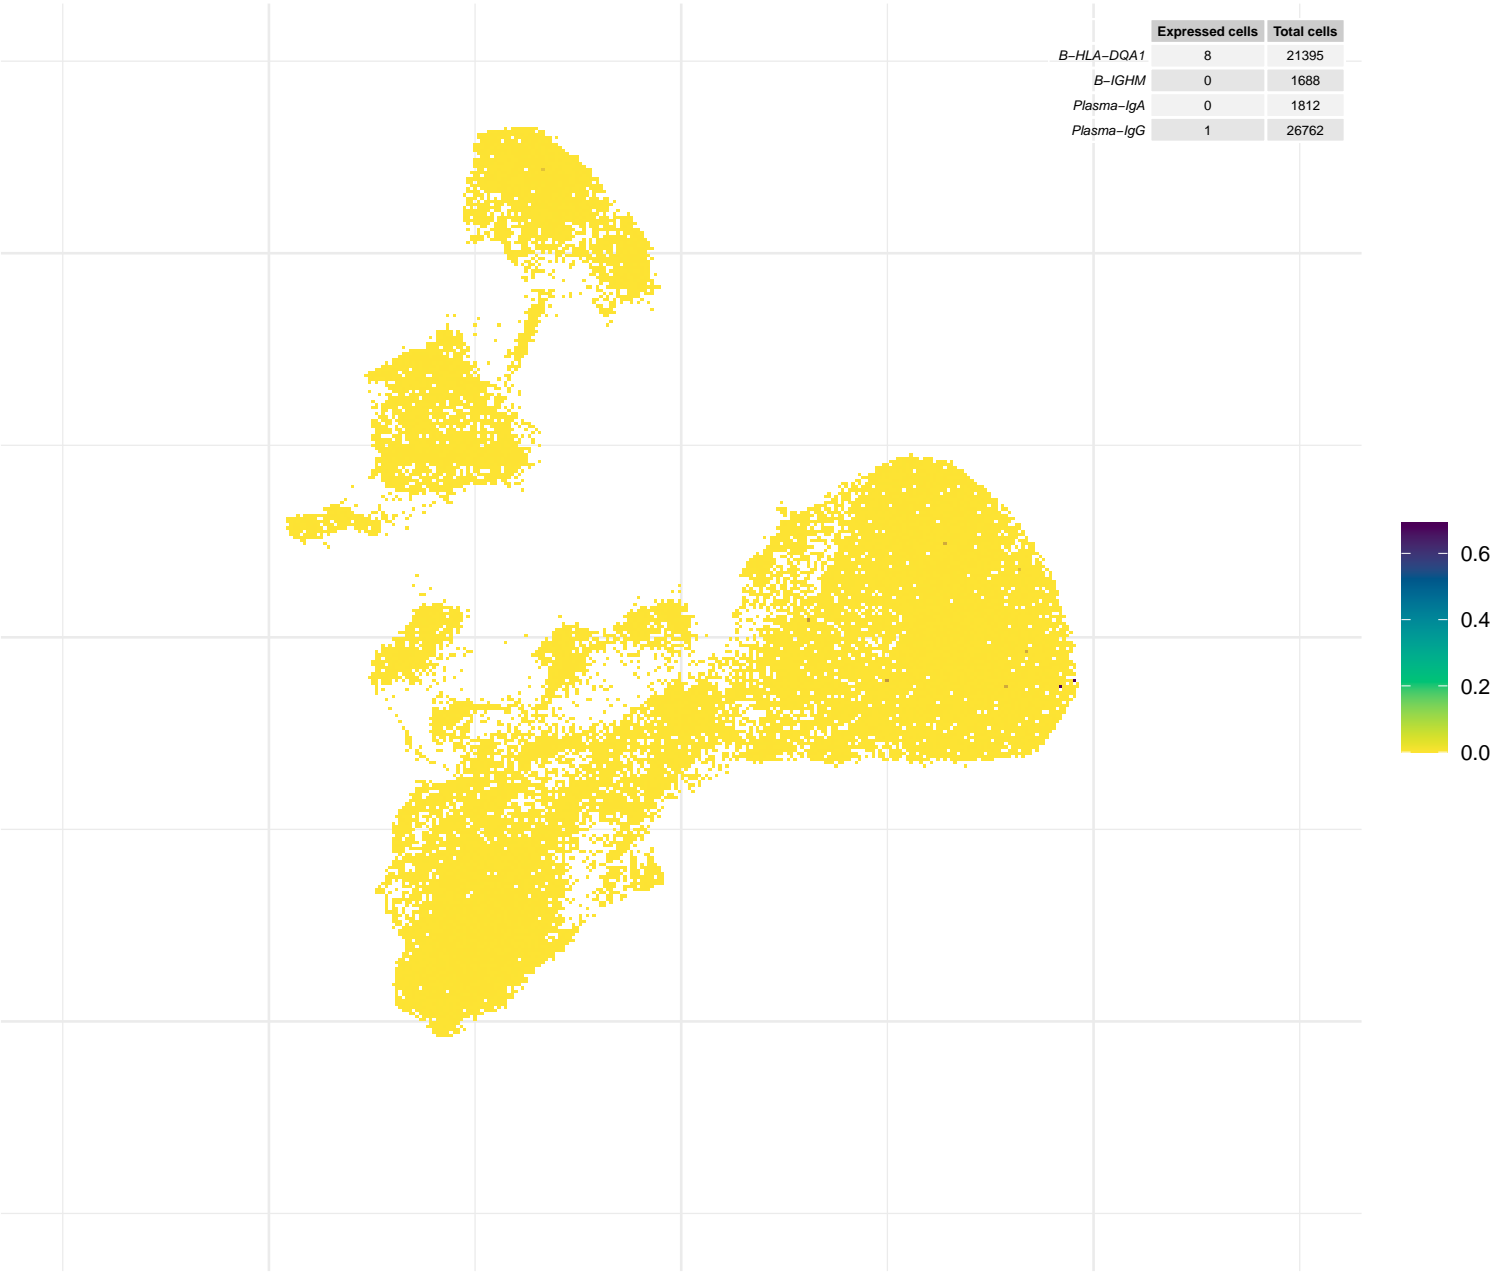 Expressed cells Total cells
B-HLA-DQA1 8 21395
B-IGHM 0 1688
Plasma-IgA 0 1812
Plasma-IgG 1 26762
0.6
0.4
0.2
0.0